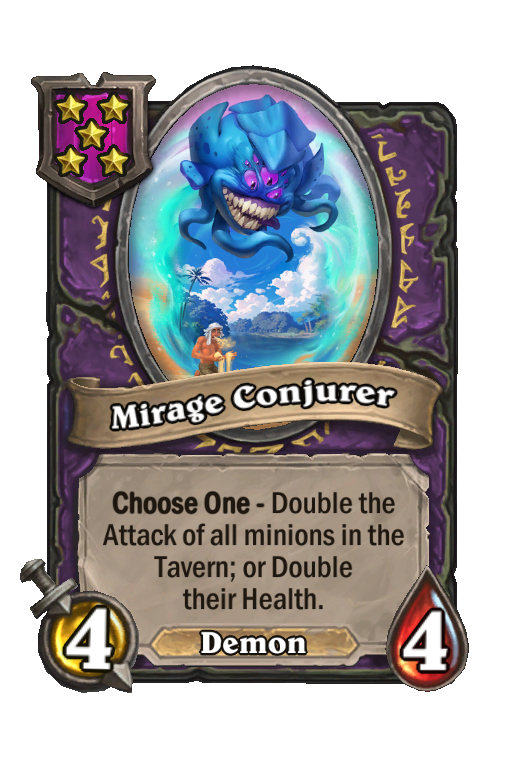 Mirage Conjurer
Choose One - Double the
Attack of all minions in the
Tavern; or Double
their Health.
4
Demon
4